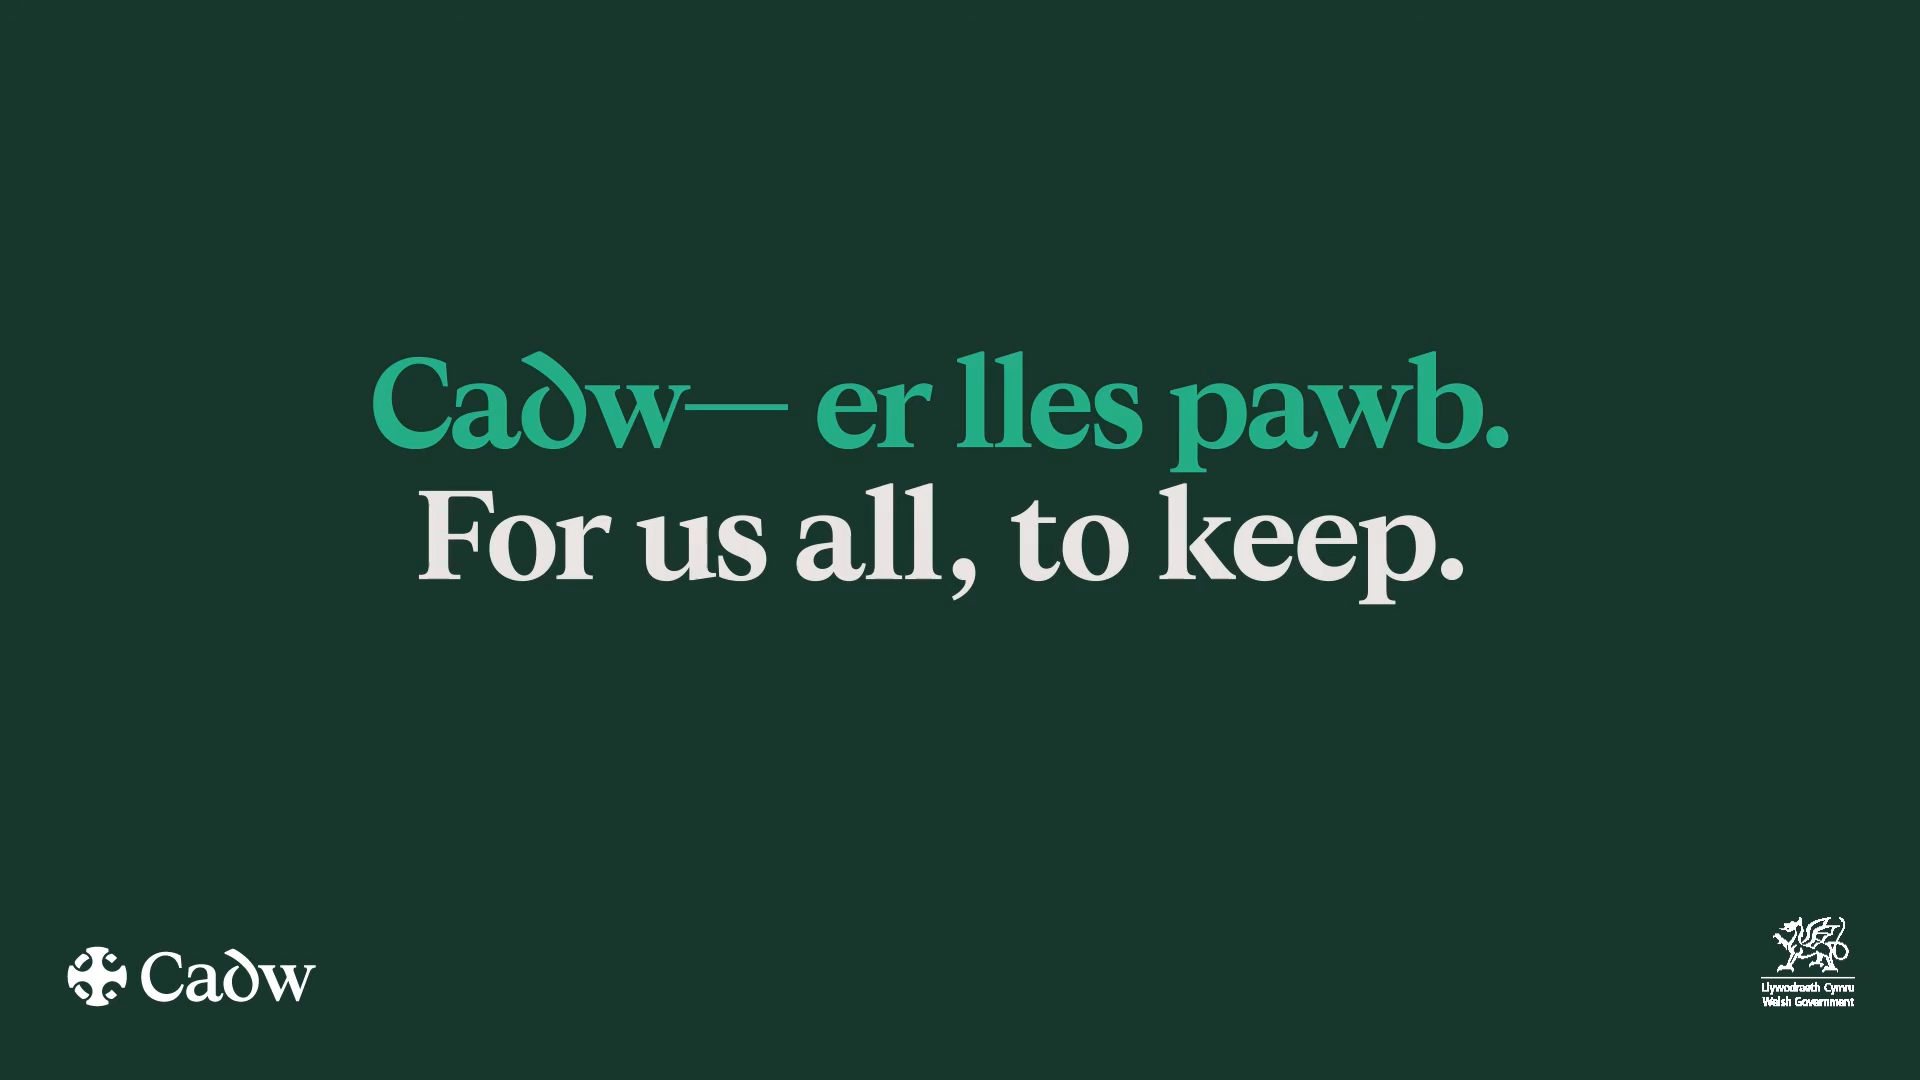 Cadw— er lles pawb.
For us all, to keep.
Cadw
Llywodraeth Cymru
Welsh Government